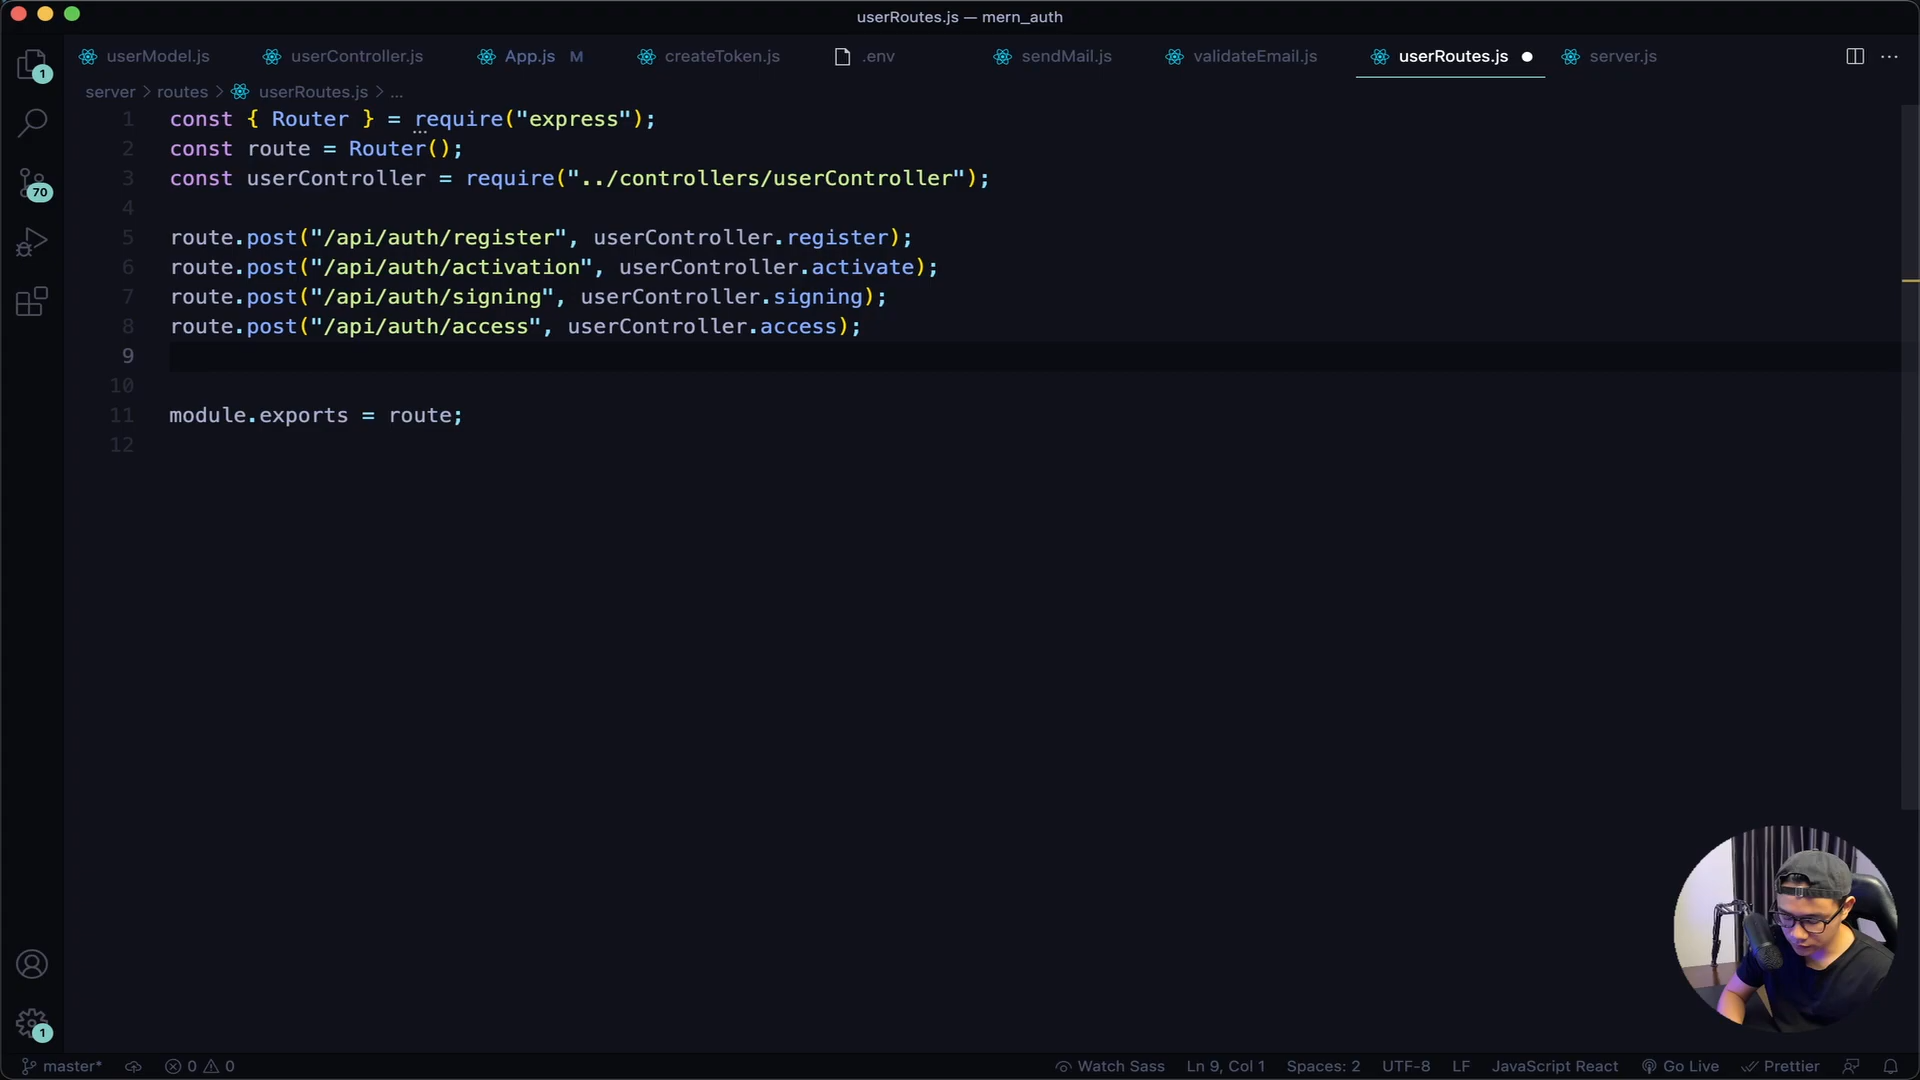 userRoutes.js — mern_auth
userModel.js userController.js App.js M createToken.js .env sendMail.js validateEmail.js userRoutes.js server.js
server > routes > userRoutes.js > ...
1 const { Router } = require("express");
2 const route = Router();
3 const userController = require("../controllers/userController");
4
5 route.post("/api/auth/register", userController.register);
6 route.post("/api/auth/activation", userController.activate);
7 route.post("/api/auth/signing", userController.signing);
8 route.post("/api/auth/access", userController.access);
9
10
11 module.exports = route;
12
1
70
1
master* 0 0 Watch Sass Ln 9, Col 1 Spaces: 2 UTF-8 LF JavaScript React Go Live Prettier